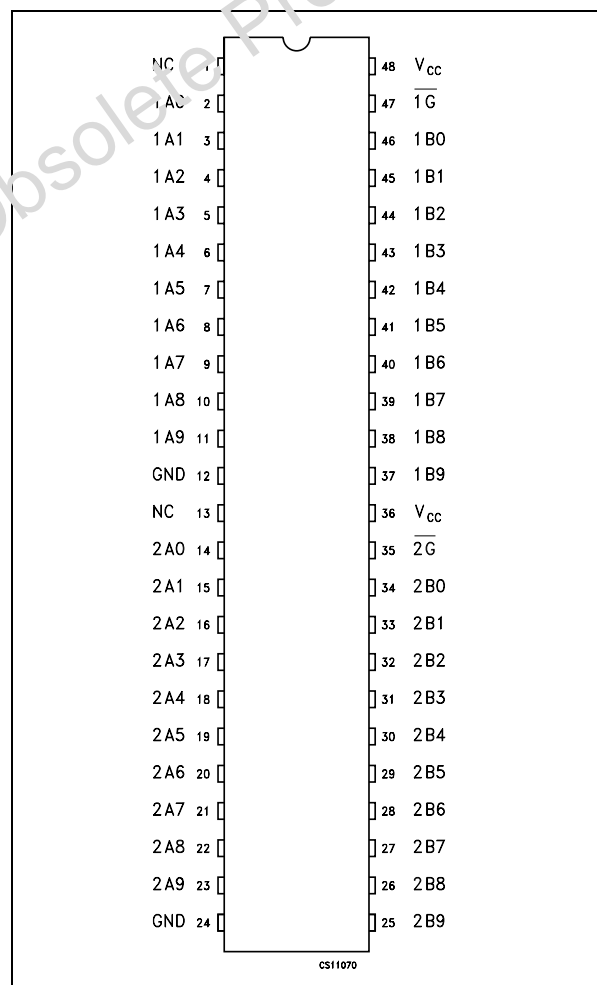 Obsolete Pro
NC 1 48 VCC
1A0 2 47 1G̅
1A1 3 46 1B0
1A2 4 45 1B1
1A3 5 44 1B2
1A4 6 43 1B3
1A5 7 42 1B4
1A6 8 41 1B5
1A7 9 40 1B6
1A8 10 39 1B7
1A9 11 38 1B8
GND 12 37 1B9
NC 13 36 VCC
2A0 14 35 2G̅
2A1 15 34 2B0
2A2 16 33 2B1
2A3 17 32 2B2
2A4 18 31 2B3
2A5 19 30 2B4
2A6 20 29 2B5
2A7 21 28 2B6
2A8 22 27 2B7
2A9 23 26 2B8
GND 24 25 2B9
CS11070